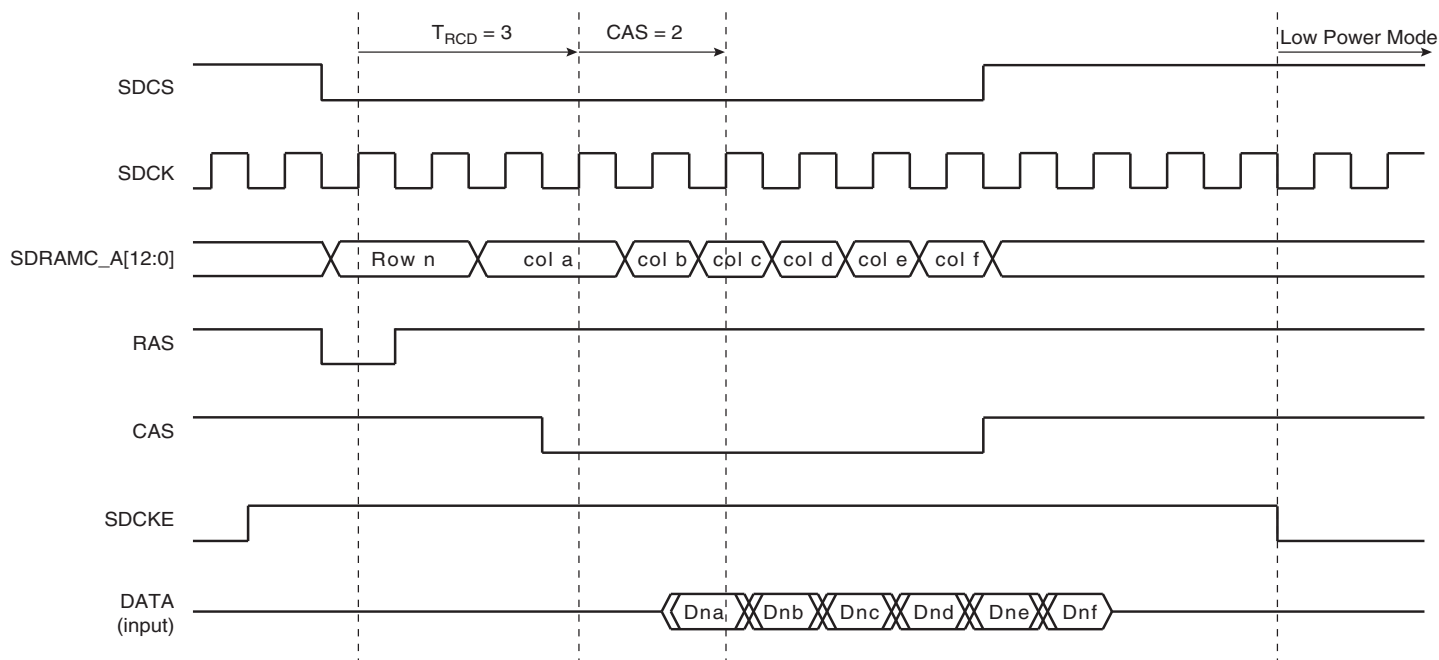 T_RCD = 3
CAS = 2
Low Power Mode
SDCS
SDCK
SDRAMC_A[12:0]
Row n
col a
col b
col c
col d
col e
col f
RAS
CAS
SDCKE
DATA
(input)
Dna
Dnb
Dnc
Dnd
Dne
Dnf